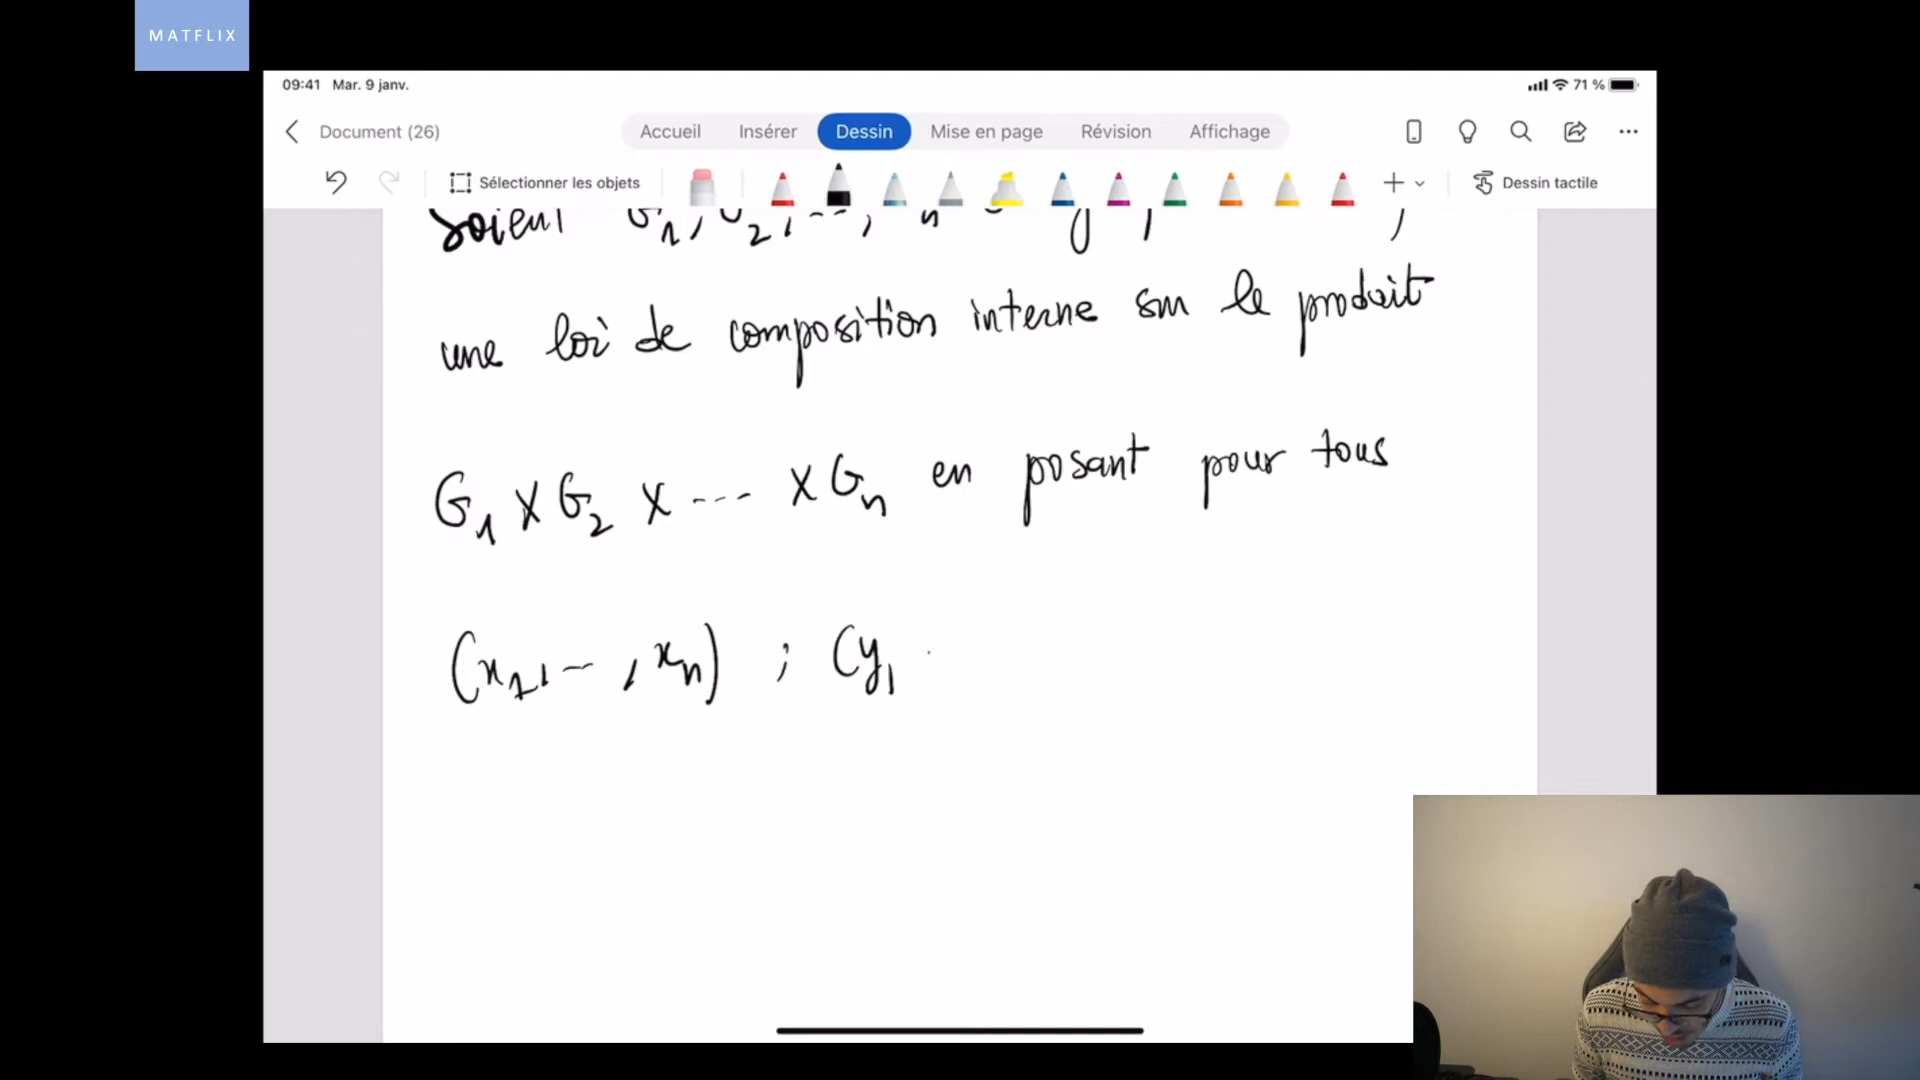 MATFLIX
09:41 Mar. 9 janv.
71 %
Document (26)
Accueil Insérer Dessin Mise en page Révision Affichage
Sélectionner les objets
Dessin tactile
Soient G1, G2, --,
une loi de composition interne sur le produit
G1 X G2 X --- X Gn en posant pour tous
(x1, -- , xn) ; (y1